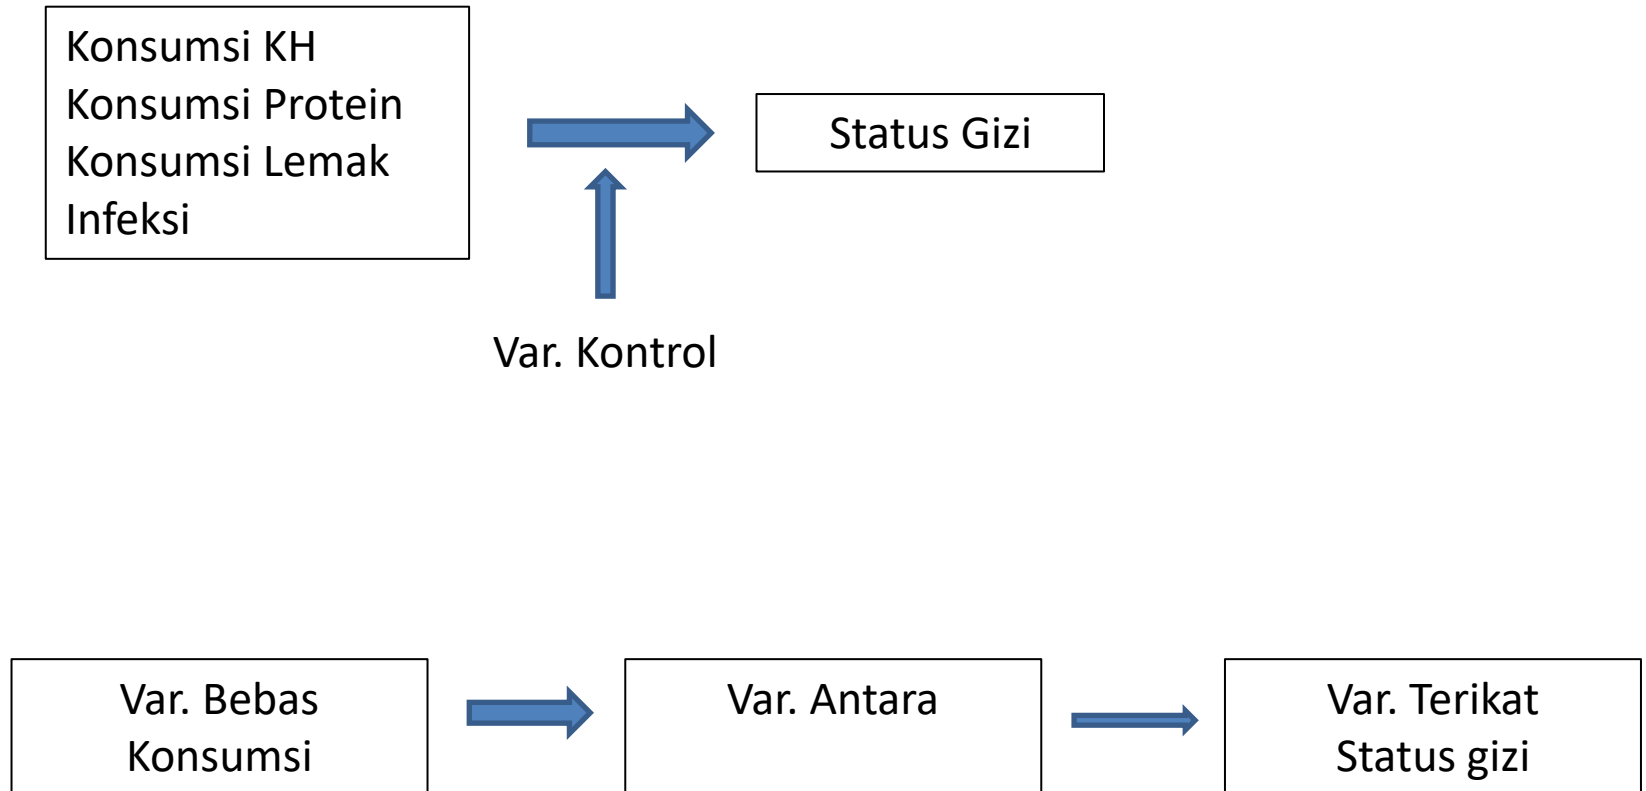 Konsumsi KH
Konsumsi Protein
Konsumsi Lemak
Infeksi
Status Gizi
Var. Kontrol
Var. Bebas
Konsumsi
Var. Antara
Var. Terikat
Status gizi